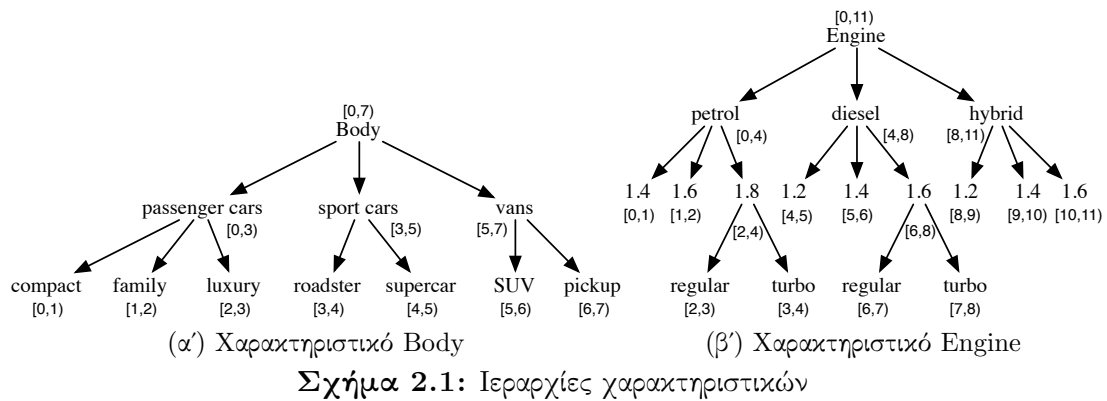 [0,11)
Engine
petrol diesel hybrid
[0,4) [4,8) [8,11)
[0,7)
Body
1.4 1.6 1.8 1.2 1.4 1.6 1.2 1.4 1.6
[0,1) [1,2) [4,5) [5,6) [8,9) [9,10) [10,11)
passenger cars sport cars vans
[0,3) [3,5) [5,7)
[2,4) [6,8)
compact family luxury roadster supercar SUV pickup
[0,1) [1,2) [2,3) [3,4) [4,5) [5,6) [6,7)
regular turbo regular turbo
[2,3) [3,4) [6,7) [7,8)
(αʹ) Χαρακτηριστικό Body
(βʹ) Χαρακτηριστικό Engine
Σχήμα 2.1: Ιεραρχίες χαρακτηριστικών